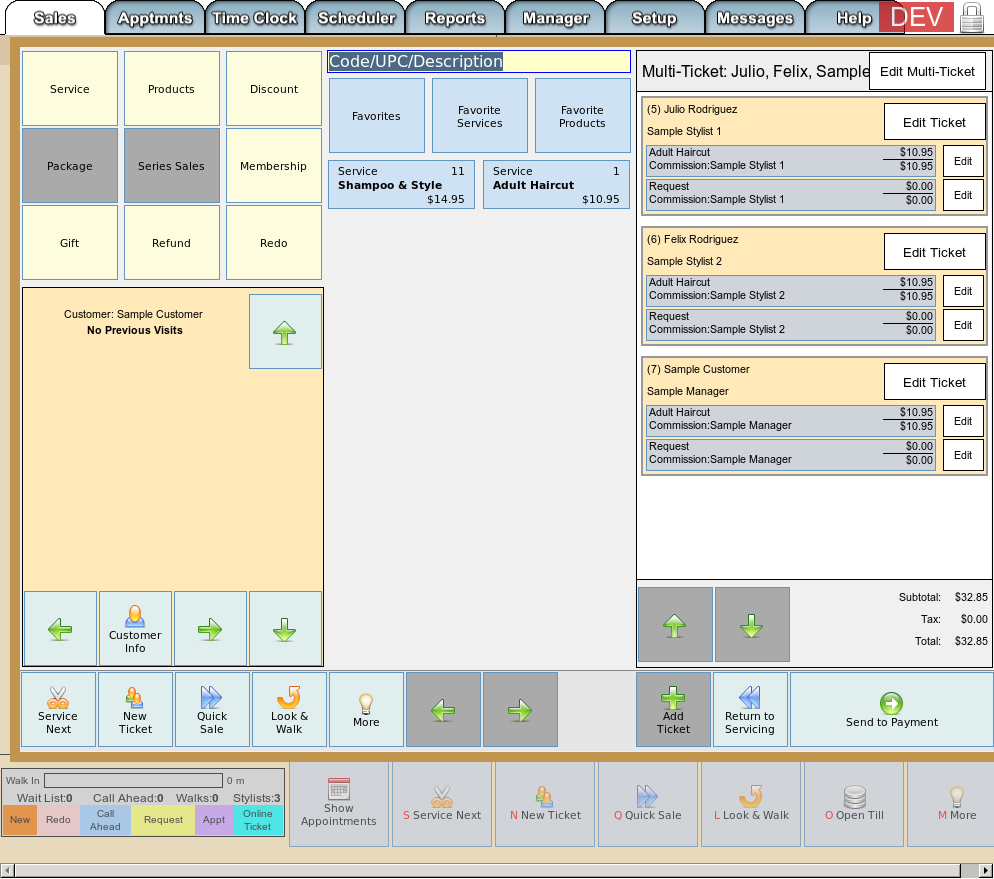 Sales Apptmnts Time Clock Scheduler Reports Manager Setup Messages Help DEV
Service Products Discount
Package Series Sales Membership
Gift Refund Redo
Customer: Sample Customer
No Previous Visits
Customer
Info
Code/UPC/Description
Favorites
Favorite
Services
Favorite
Products
Service 11
Shampoo & Style
$14.95
Service 1
Adult Haircut
$10.95
Multi-Ticket: Julio, Felix, Sample
Edit Multi-Ticket
(5) Julio Rodriguez
Sample Stylist 1
Edit Ticket
Adult Haircut $10.95
Commission:Sample Stylist 1 $10.95
Edit
Request $0.00
Commission:Sample Stylist 1 $0.00
Edit
(6) Felix Rodriguez
Sample Stylist 2
Edit Ticket
Adult Haircut $10.95
Commission:Sample Stylist 2 $10.95
Edit
Request $0.00
Commission:Sample Stylist 2 $0.00
Edit
(7) Sample Customer
Sample Manager
Edit Ticket
Adult Haircut $10.95
Commission:Sample Manager $10.95
Edit
Request $0.00
Commission:Sample Manager $0.00
Edit
Subtotal: $32.85
Tax: $0.00
Total: $32.85
Service
Next
New
Ticket
Quick
Sale
Look &
Walk
More
Add
Ticket
Return to
Servicing
Send to Payment
Walk In 0 m
Wait List:0 Call Ahead:0 Walks:0 Stylists:3
New Redo
Call
Ahead
Request Appt
Online
Ticket
Show
Appointments
S Service Next
N New Ticket
Q Quick Sale
L Look & Walk
O Open Till
M More